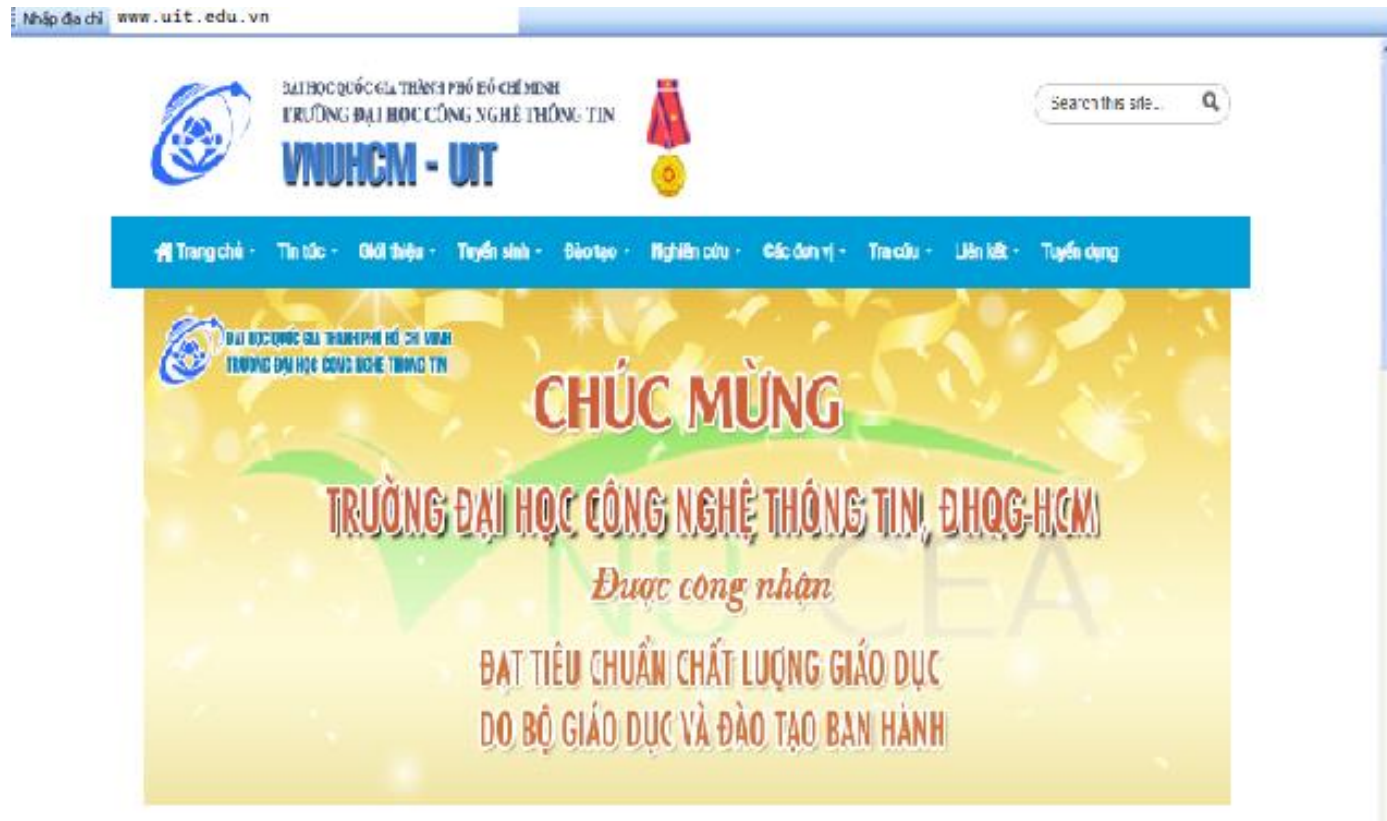 Nhập địa chỉ www.uit.edu.vn
ĐẠI HỌC QUỐC GIA THÀNH PHỐ HỒ CHÍ MINH
TRƯỜNG ĐẠI HỌC CÔNG NGHỆ THÔNG TIN
VNUHCM - UIT
Search this site...
Trang chủ Tin tức Giới thiệu Tuyển sinh Đào tạo Nghiên cứu Các đơn vị Tra cứu Liên kết Tuyển dụng
ĐẠI HỌC QUỐC GIA THÀNH PHỐ HỒ CHÍ MINH
TRƯỜNG ĐẠI HỌC CÔNG NGHỆ THÔNG TIN
CHÚC MỪNG
TRƯỜNG ĐẠI HỌC CÔNG NGHỆ THÔNG TIN, ĐHQG-HCM
Được công nhận
VNU-CEA
ĐẠT TIÊU CHUẨN CHẤT LƯỢNG GIÁO DỤC
DO BỘ GIÁO DỤC VÀ ĐÀO TẠO BAN HÀNH